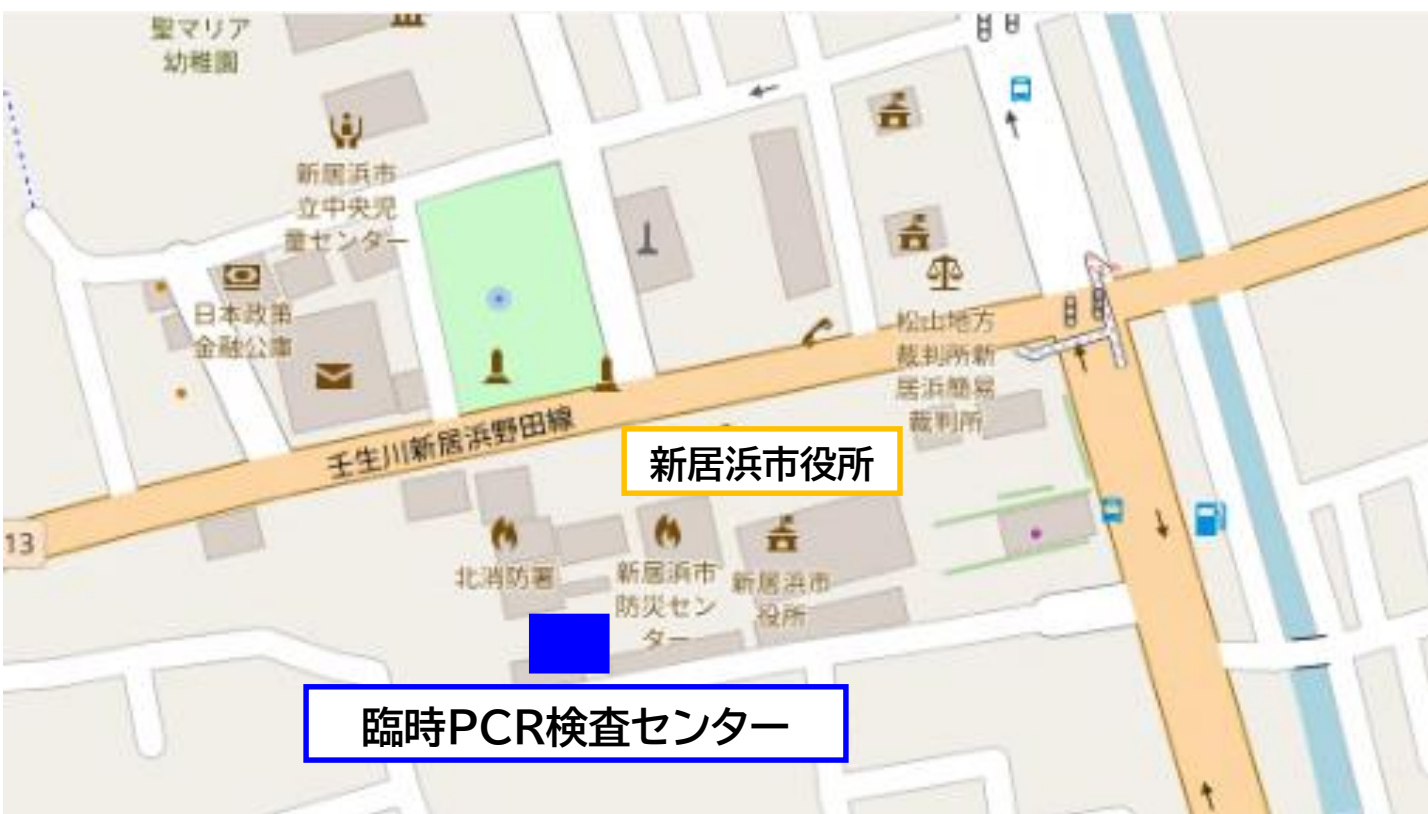 聖マリア
幼稚園
新居浜市
立中央児
童センター
日本政策
金融公庫
松山地方
裁判所新
居浜簡易
裁判所
壬生川新居浜野田線
新居浜市役所
13
北消防署
新居浜市
防災セン
ター
新居浜市
役所
臨時PCR検査センター